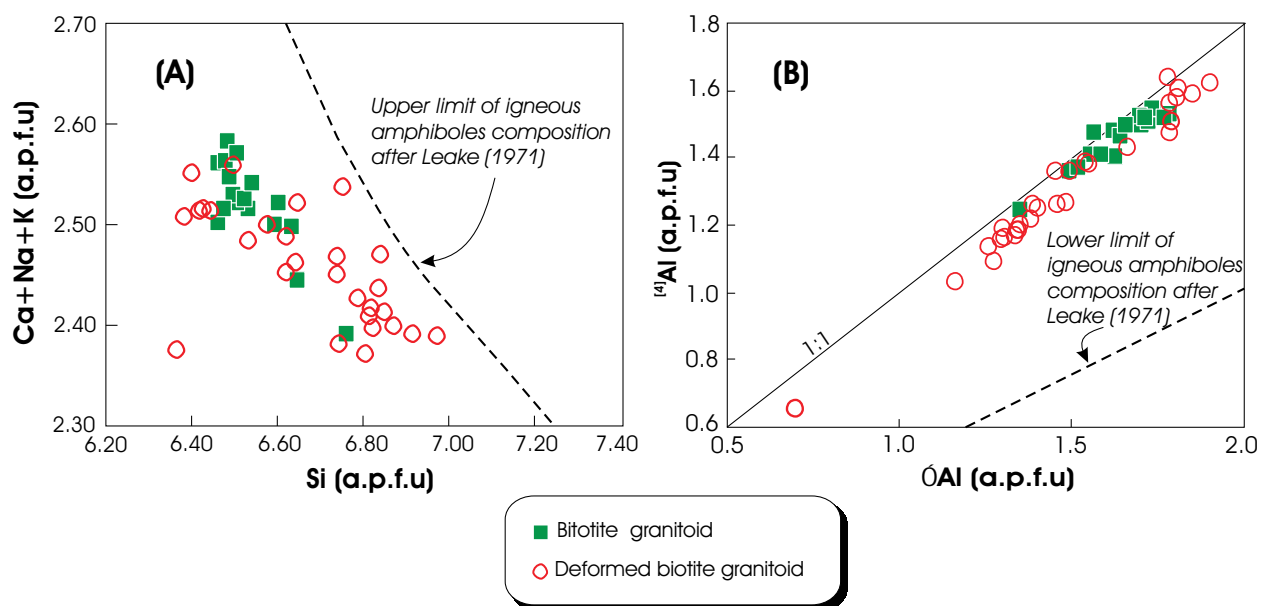 (A)
2.70
2.60
2.50
2.40
2.30
Ca+Na+K (a.p.f.u)
Upper limit of igneous
amphiboles composition
after Leake (1971)
6.20 6.40 6.60 6.80 7.00 7.20 7.40
Si (a.p.f.u)
(B)
1.8
1.6
1.4
1.2
1.0
0.8
0.6
[4]Al (a.p.f.u)
1:1
Lower limit of
igneous amphiboles
composition after
Leake (1971)
0.5 1.0 1.5 2.0
ÓAl (a.p.f.u)
Bitotite granitoid
Deformed biotite granitoid